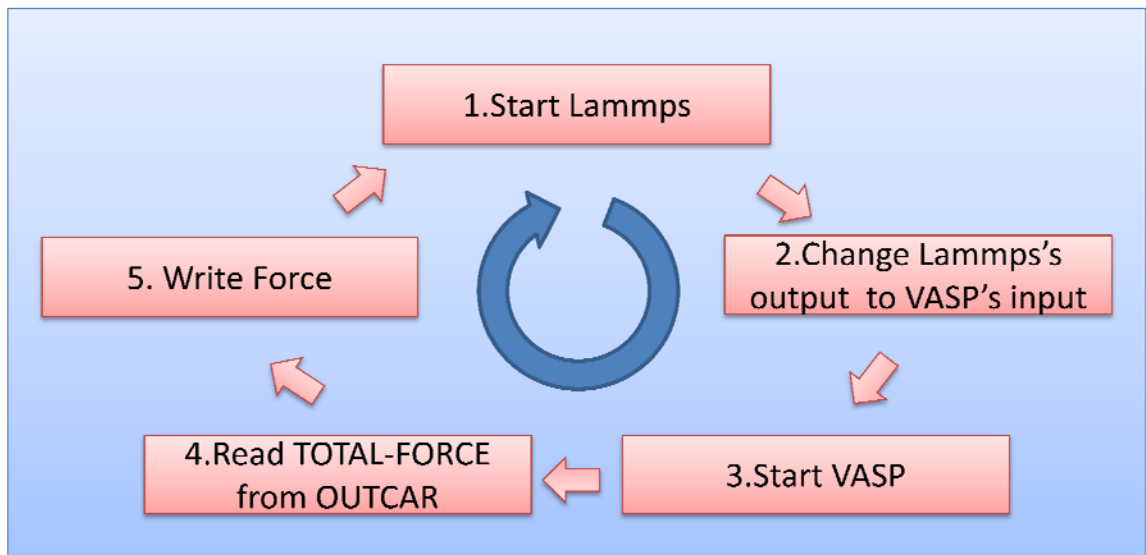 1.Start Lammps
2.Change Lammps's
output to VASP's input
3.Start VASP
4.Read TOTAL-FORCE
from OUTCAR
5. Write Force